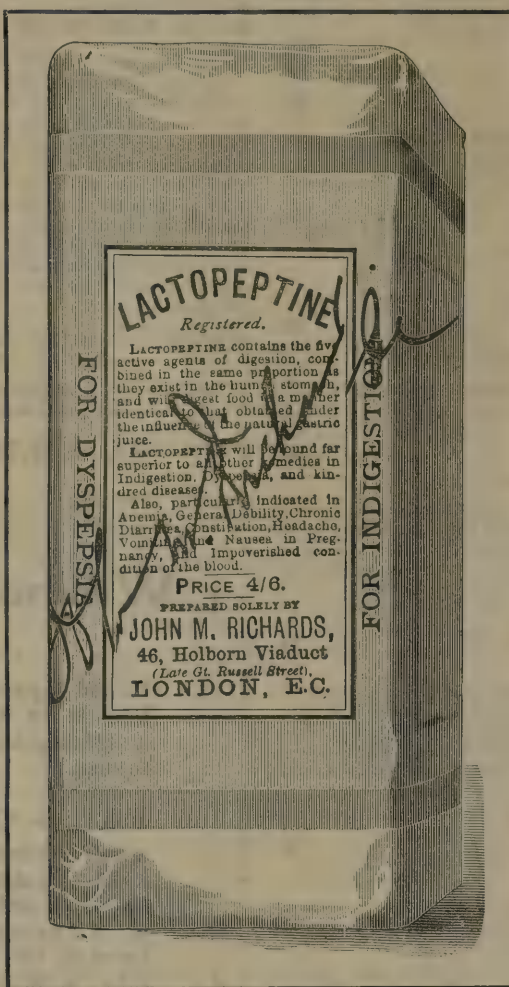 LACTOPEPTINE
Registered.
LACTOPEPTINE contains the five
active agents of digestion, com-
bined in the same proportion as
they exist in the human stomach,
and will digest food in a manner
identical to that obtained under
the influence of the natural gastric
juice.
LACTOPEPTINE will be found far
superior to all other remedies in
Indigestion, Dyspepsia, and kin-
dred diseases.
Also, particularly indicated in
Anemia, General Debility, Chronic
Diarrhea, Constipation, Headache,
Vomiting and Nausea in Preg-
nancy, and Impoverished con-
dition of the blood.
PRICE 4/6.
PREPARED SOLELY BY
JOHN M. RICHARDS,
46, Holborn Viaduct
(Late Gt. Russell Street),
LONDON, E.C.
FOR DYSPEPSIA
FOR INDIGESTION
John M. Richards